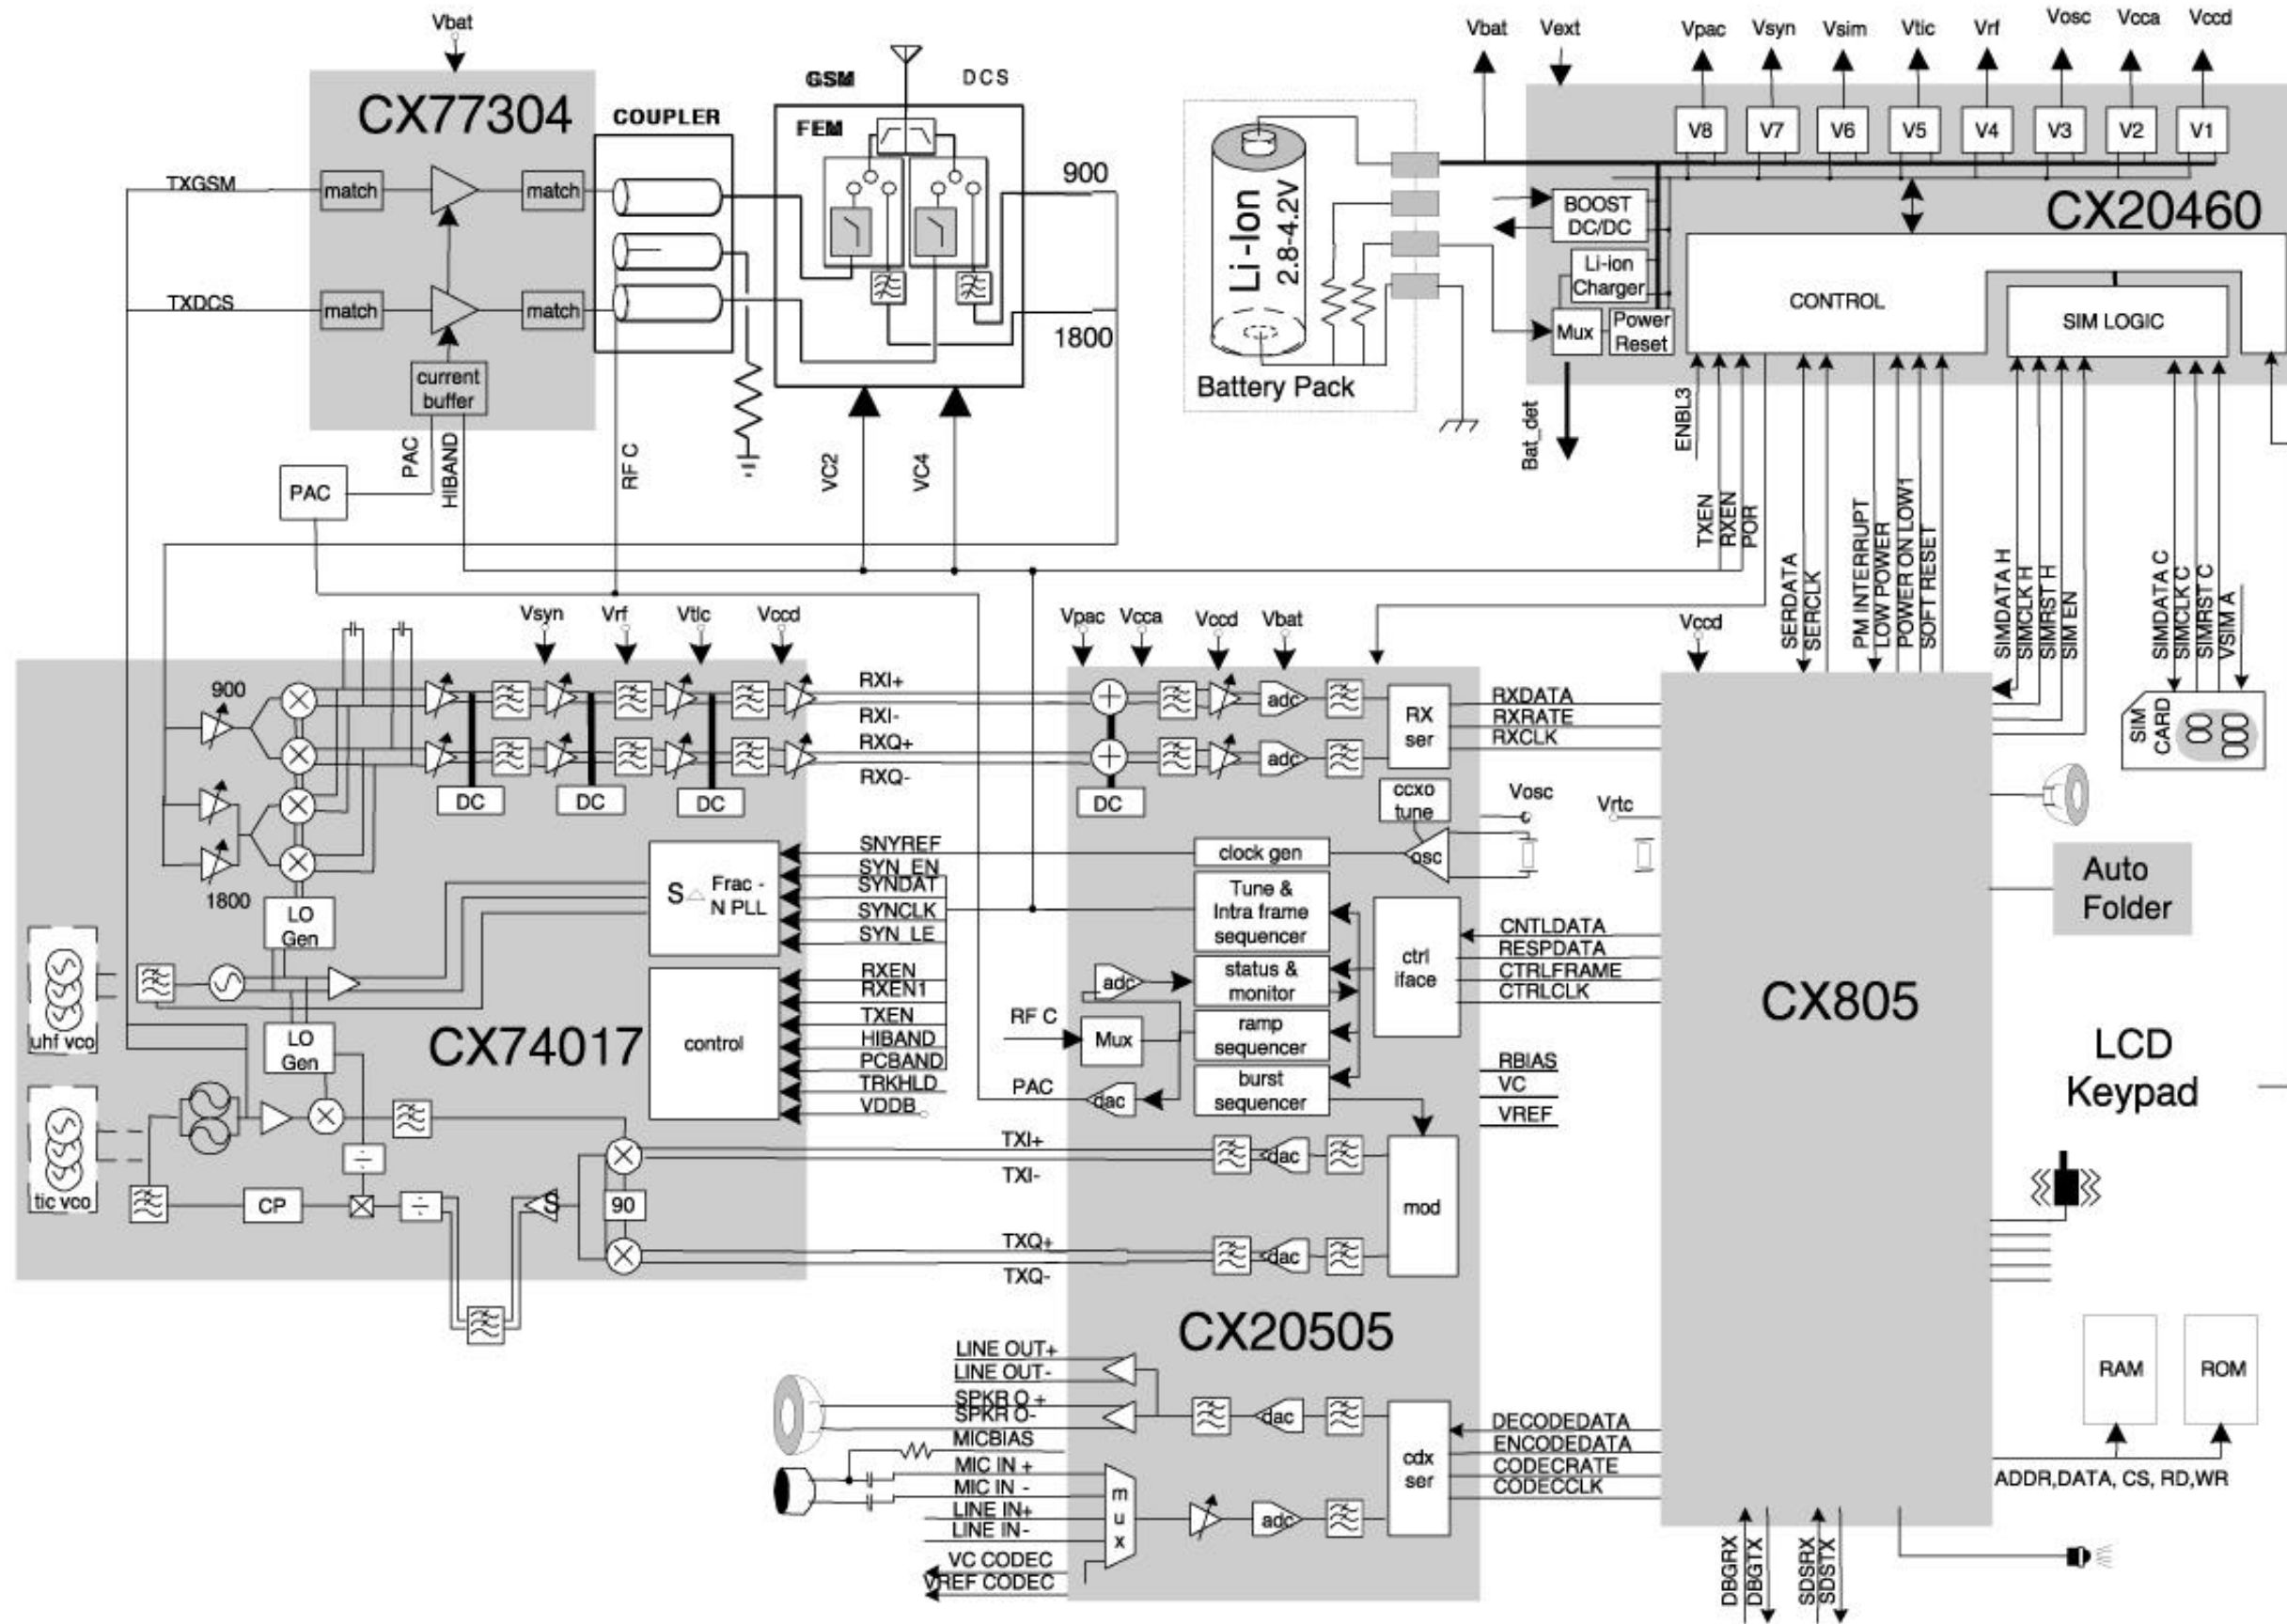 Vbat
CX77304
TXGSM
match
match
TXDCS
match
match
current
buffer
PAC
HIBAND
PAC
COUPLER
RF C
GSM
DCS
FEM
900
1800
VC2
VC4
Li-Ion
2.8-4.2V
Battery Pack
Vbat
Vext
Vpac
Vsyn
Vsim
Vtic
Vrf
Vosc
Vcca
Vccd
V8
V7
V6
V5
V4
V3
V2
V1
CX20460
BOOST
DC/DC
Li-ion
Charger
Mux
Power
Reset
CONTROL
SIM LOGIC
Bat_det
ENBL3
TXEN
RXEN
POR
SERDATA
SERCLK
PM INTERRUPT
LOW POWER
POWER ON LOW1
SOFT RESET
SIMDATA H
SIMCLK H
SIMRST H
SIM EN
SIMDATA C
SIMCLK C
SIMRST C
VSIM A
SIM
CARD
Vsyn
Vrf
Vtic
Vccd
900
1800
DC
DC
DC
LO
Gen
LO
Gen
uhf vco
tic vco
S
Frac -
N PLL
control
CX74017
CP
÷
÷
S
90
RXI+
RXI-
RXQ+
RXQ-
SNYREF
SYN_EN
SYNDAT
SYNCLK
SYN_LE
RXEN
RXEN1
TXEN
HIBAND
PCBAND
TRKHLD
VDDB
RF C
PAC
TXI+
TXI-
TXQ+
TXQ-
Vpac
Vcca
Vccd
Vbat
adc
adc
RX
ser
DC
ccxo
tune
osc
clock gen
Tune &
Intra frame
sequencer
status &
monitor
ramp
sequencer
burst
sequencer
ctrl
iface
adc
Mux
dac
dac
dac
mod
CX20505
LINE OUT+
LINE OUT-
SPKR O +
SPKR O-
MICBIAS
MIC IN +
MIC IN -
LINE IN+
LINE IN-
VC CODEC
VREF CODEC
m
u
x
dac
adc
cdx
ser
RXDATA
RXRATE
RXCLK
Vosc
Vrtc
CNTLDATA
RESPDATA
CTRLFRAME
CTRLCLK
RBIAS
VC
VREF
DECODEDATA
ENCODEDATA
CODECRATE
CODECCLK
Vccd
CX805
Auto
Folder
LCD
Keypad
RAM
ROM
ADDR,DATA, CS, RD,WR
DBGRX
DBGTX
SDSRX
SDSTX